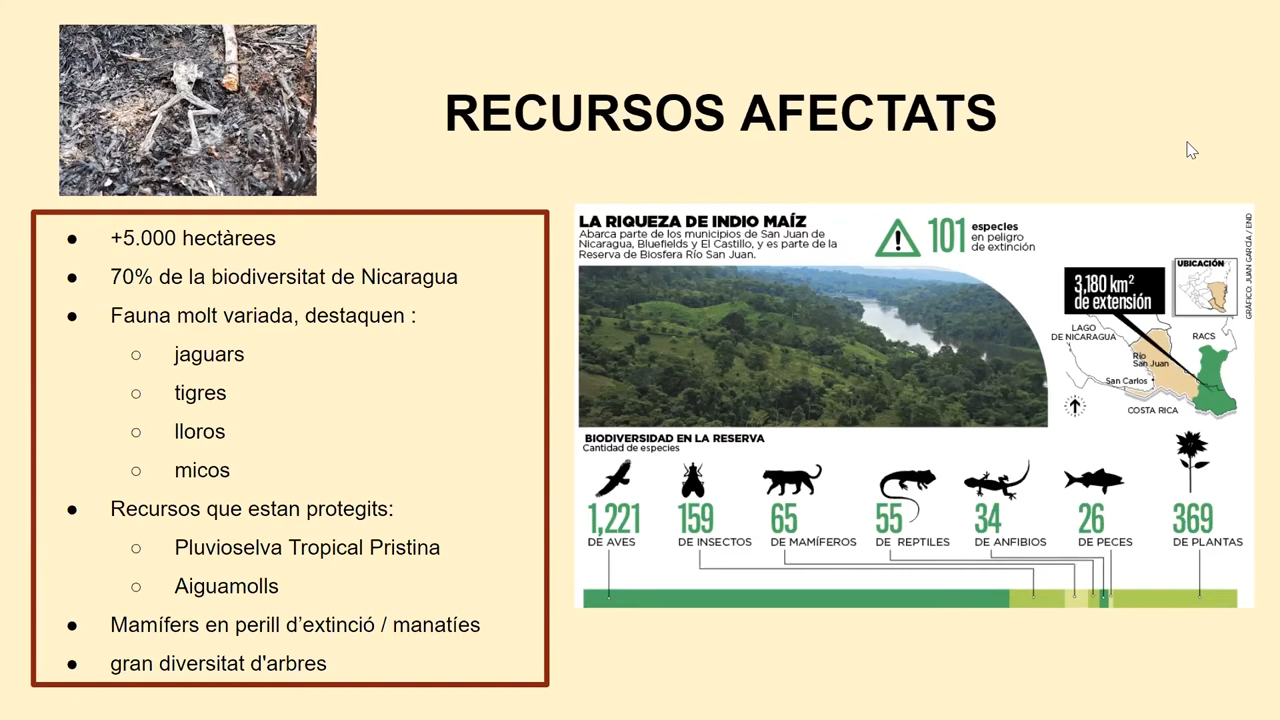 RECURSOS AFECTATS
+5.000 hectàrees
70% de la biodiversitat de Nicaragua
Fauna molt variada, destaquen :
jaguars
tigres
lloros
micos
Recursos que estan protegits:
Pluvioselva Tropical Pristina
Aiguamolls
Mamífers en perill d'extinció / manatíes
gran diversitat d'arbres
LA RIQUEZA DE INDIO MAÍZ
Abarca parte de los municipios de San Juan de
Nicaragua, Bluefields y El Castillo, y es parte de la
Reserva de Biosfera Río San Juan.
101 especies
en peligro
de extinción
UBICACIÓN
3,180 km²
de extensión
LAGO
DE NICARAGUA
RACS
Río
San Juan
San Carlos
COSTA RICA
GRÁFICO: JUAN GARCÍA / END
BIODIVERSIDAD EN LA RESERVA
Cantidad de especies
1,221
DE AVES
159
DE INSECTOS
65
DE MAMÍFEROS
55
DE REPTILES
34
DE ANFIBIOS
26
DE PECES
369
DE PLANTAS